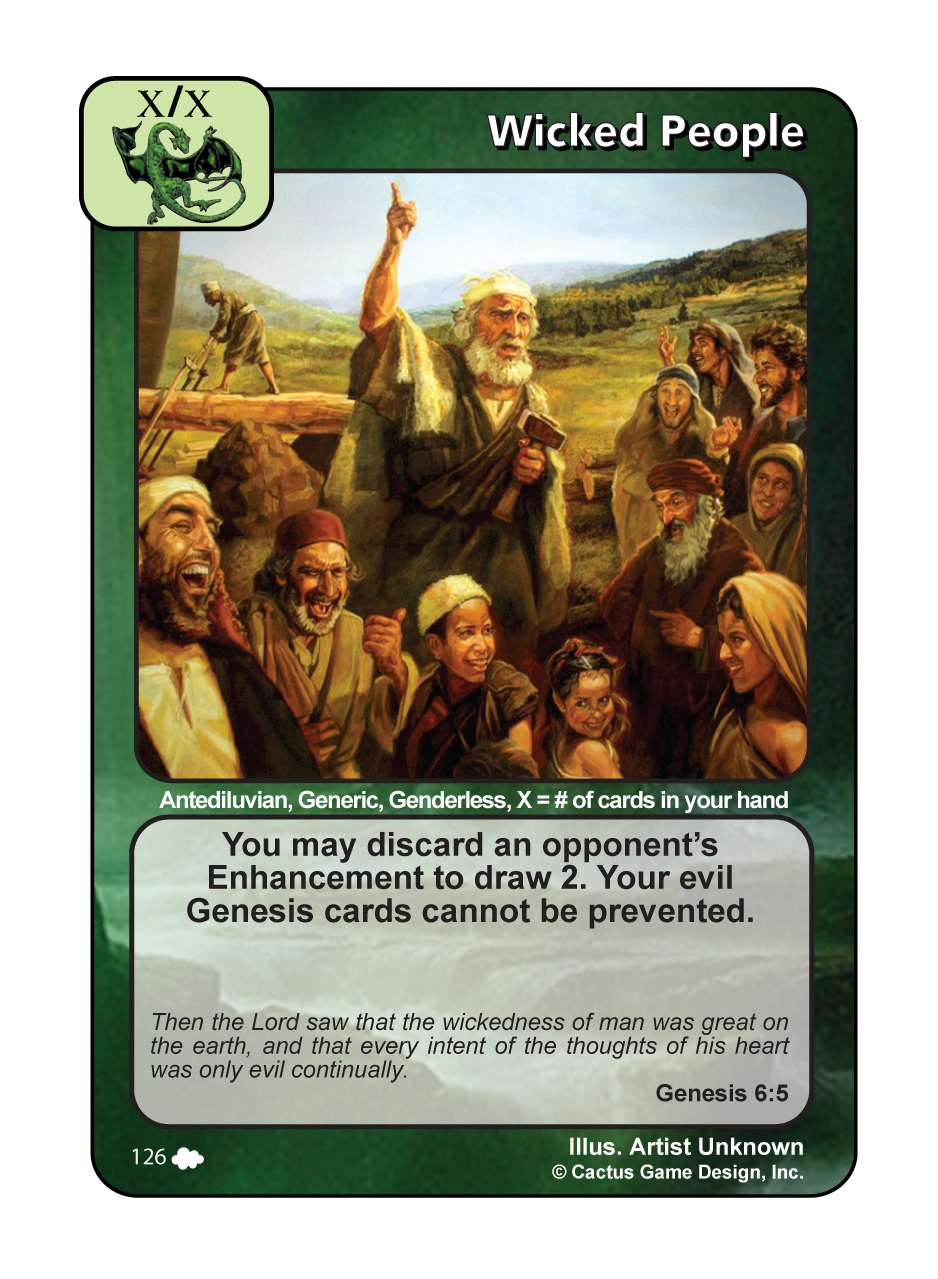 X/X
Wicked People
Antediluvian, Generic, Genderless, X = # of cards in your hand
You may discard an opponent’s
Enhancement to draw 2. Your evil
Genesis cards cannot be prevented.
Then the Lord saw that the wickedness of man was great on
the earth, and that every intent of the thoughts of his heart
was only evil continually.
Genesis 6:5
126
Illus. Artist Unknown
© Cactus Game Design, Inc.